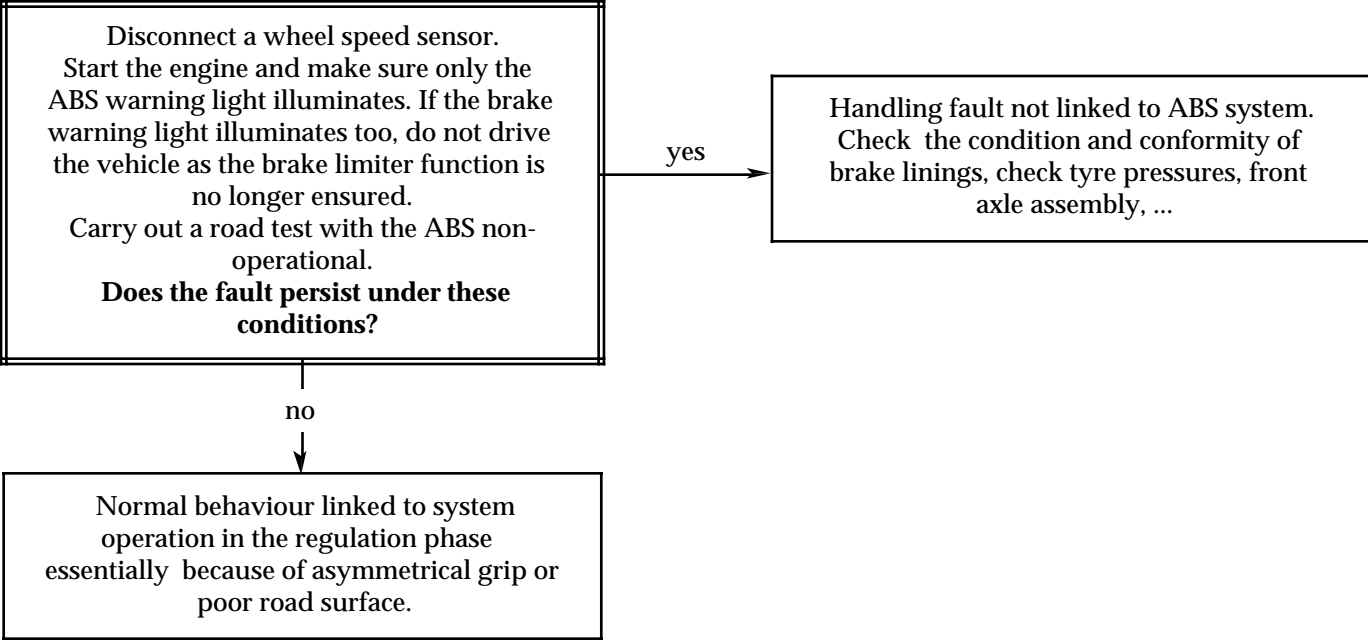 Disconnect a wheel speed sensor.
Start the engine and make sure only the
ABS warning light illuminates. If the brake
warning light illuminates too, do not drive
the vehicle as the brake limiter function is
no longer ensured.
Carry out a road test with the ABS non-
operational.
Does the fault persist under these
conditions?
yes
Handling fault not linked to ABS system.
Check the condition and conformity of
brake linings, check tyre pressures, front
axle assembly, ...
no
Normal behaviour linked to system
operation in the regulation phase
essentially because of asymmetrical grip or
poor road surface.